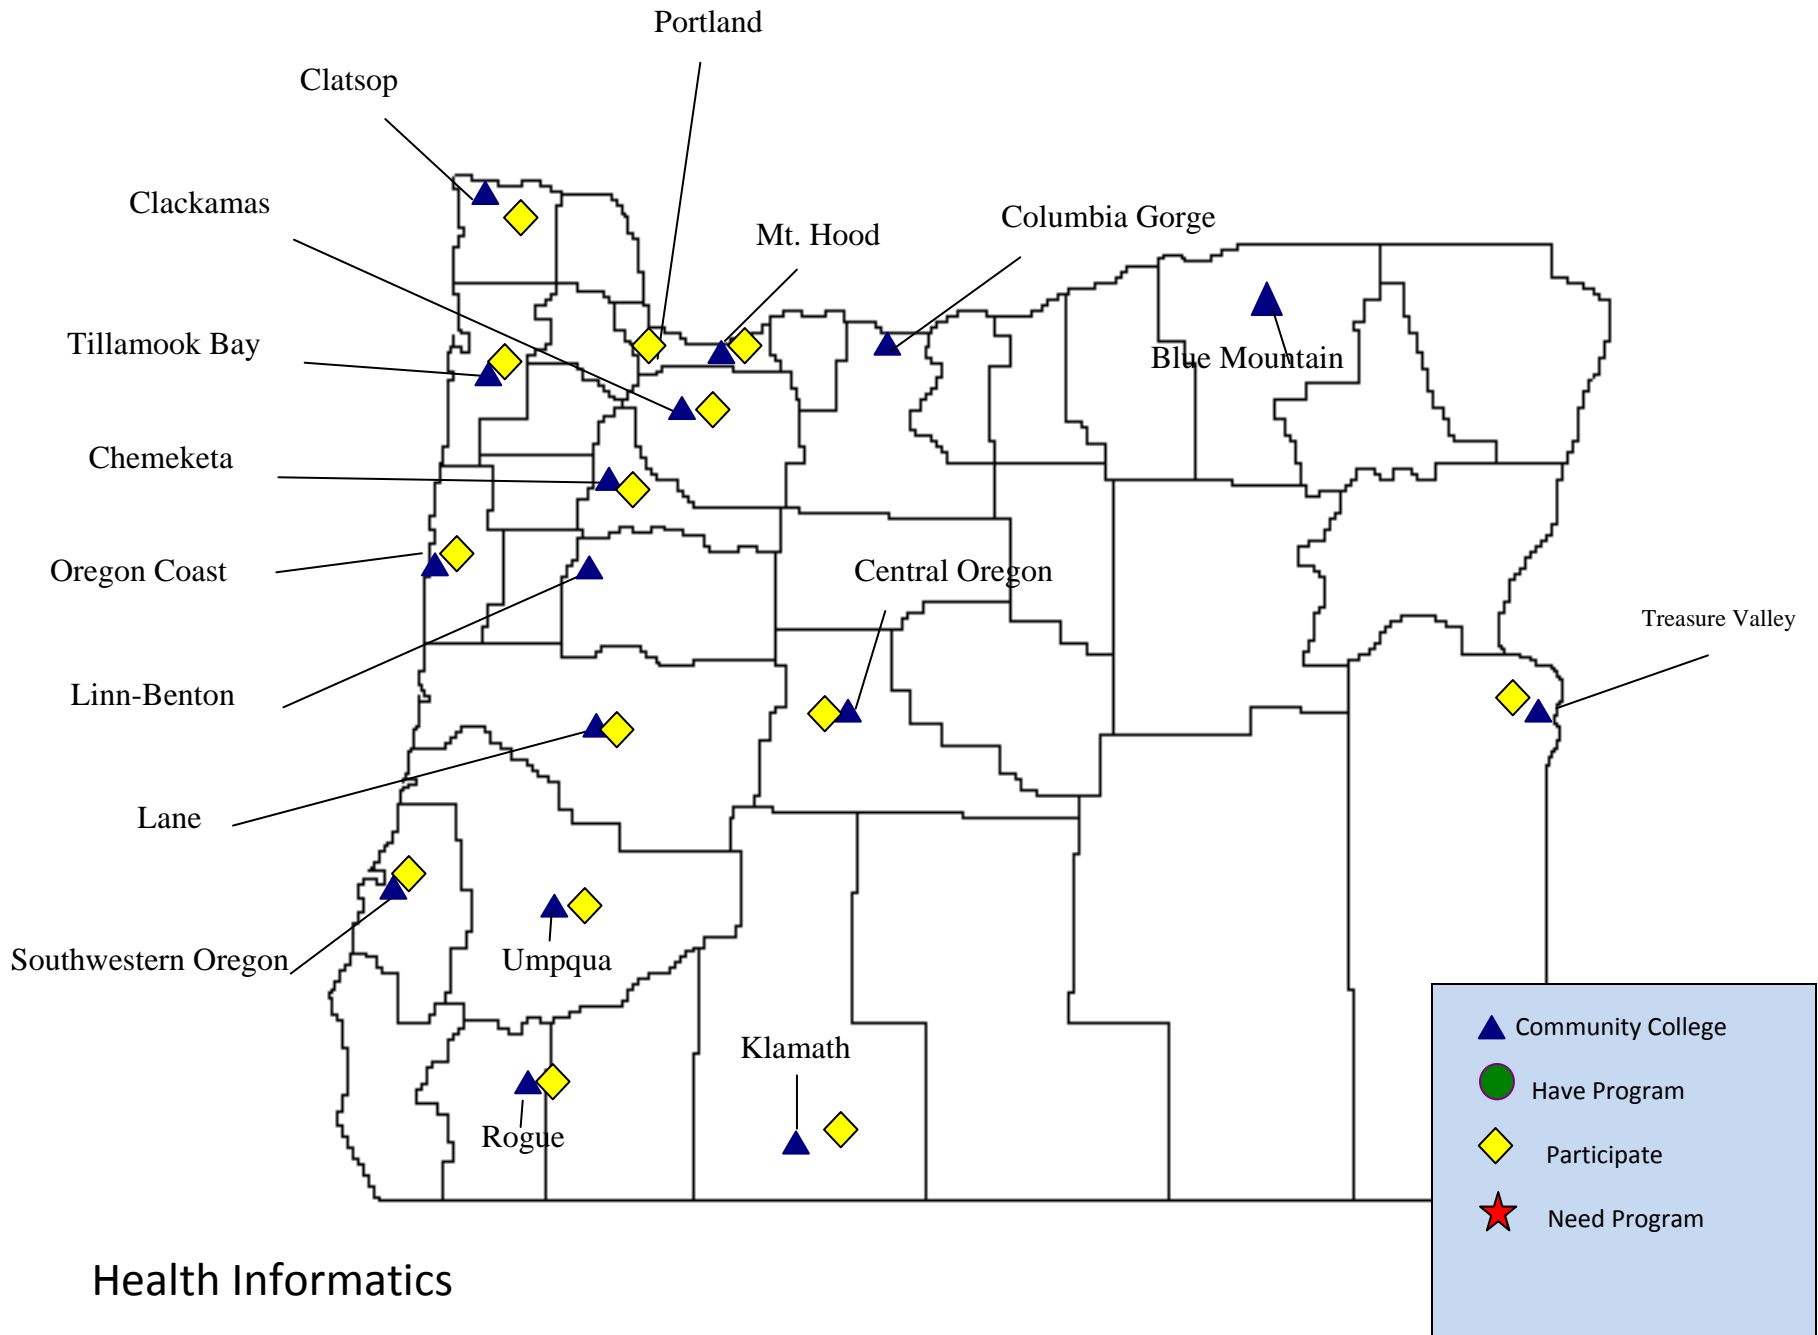 Portland
Clatsop
Clackamas
Mt. Hood
Columbia Gorge
Tillamook Bay
Blue Mountain
Chemeketa
Oregon Coast
Central Oregon
Treasure Valley
Linn-Benton
Lane
Southwestern Oregon
Umpqua
Klamath
Rogue
Community College
Have Program
Participate
Need Program
Health Informatics